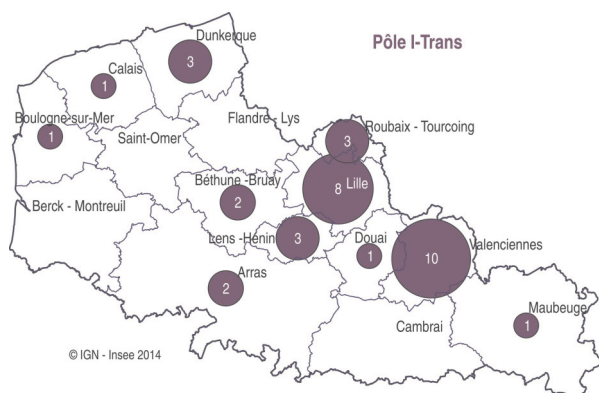 Dunkerque
Pôle I-Trans
3
Calais
1
Boulogne-sur-Mer
1
Flandre - Lys
Roubaix - Tourcoing
3
Saint-Omer
Béthune -Bruay
2
8 Lille
Berck - Montreuil
Lens -Hénin
3
Douai
1
Valenciennes
10
Arras
2
Maubeuge
1
Cambrai
© IGN - Insee 2014